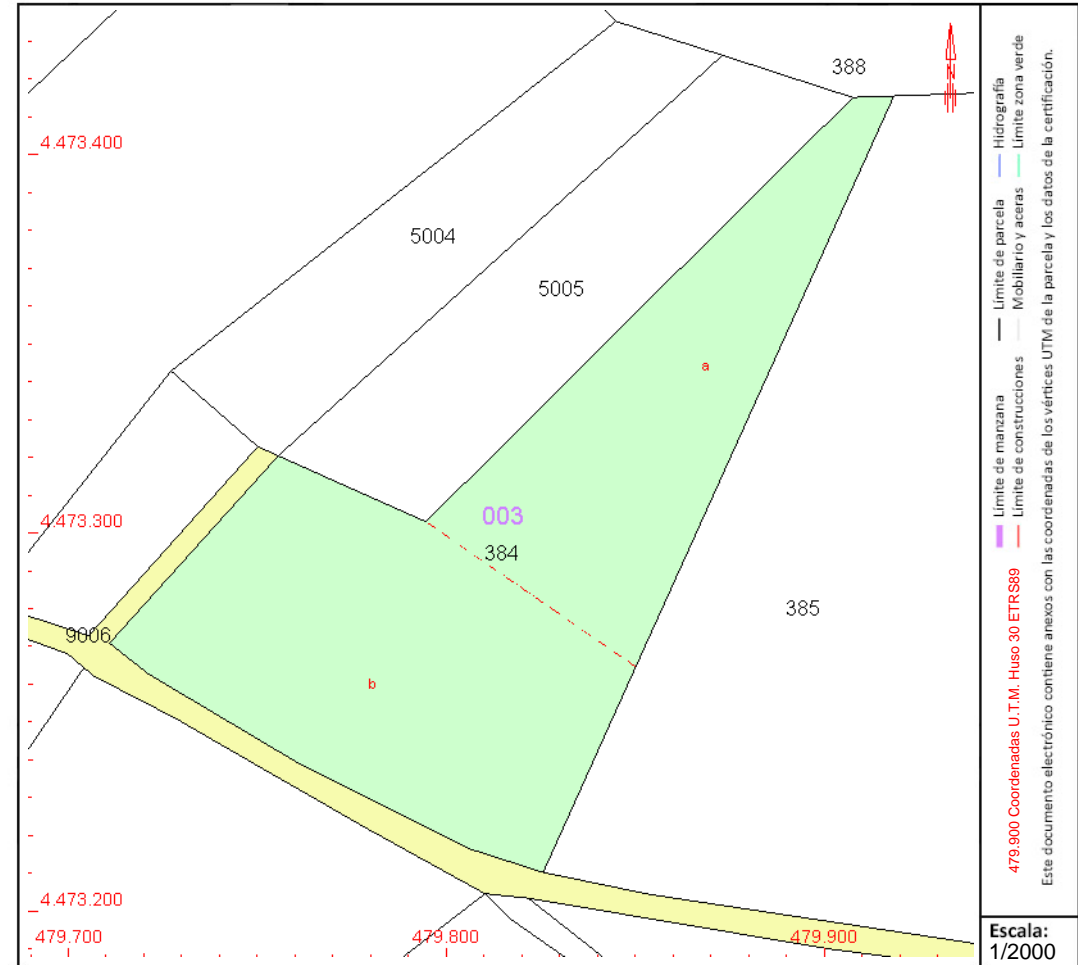 388
N
4.473.400
5004
5005
a
003
4.473.300
384
385
9006
b
4.473.200
479.700
479.800
479.900
Límite de manzana
Límite de parcela
Hidrografía
Límite de construcciones
Mobiliario y aceras
Límite zona verde
479.900 Coordenadas U.T.M. Huso 30 ETRS89
Este documento electrónico contiene anexos con las coordenadas de los vértices UTM de la parcela y los datos de la certificación.
Escala:
1/2000